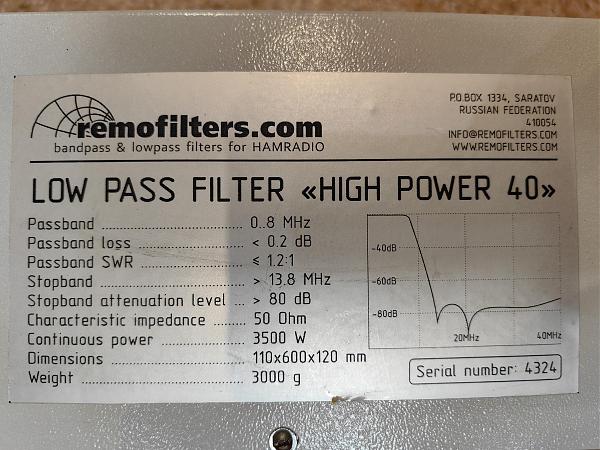 remofilters.com
bandpass & lowpass filters for HAMRADIO
P.O.BOX 1334, SARATOV
RUSSIAN FEDERATION
410054
INFO@REMOFILTERS.COM
WWW.REMOFILTERS.COM
LOW PASS FILTER «HIGH POWER 40»
Passband ........ 0..8 MHz
Passband loss ........ < 0.2 dB
Passband SWR ........ ≤ 1.2:1
Stopband ........ > 13.8 MHz
Stopband attenuation level ... > 80 dB
Characteristic impedance ........ 50 Ohm
Continuous power ........ 3500 W
Dimensions ........ 110x600x120 mm
Weight ........ 3000 g
-40dB
-60dB
-80dB
20MHz
40MHz
Serial number: 4324